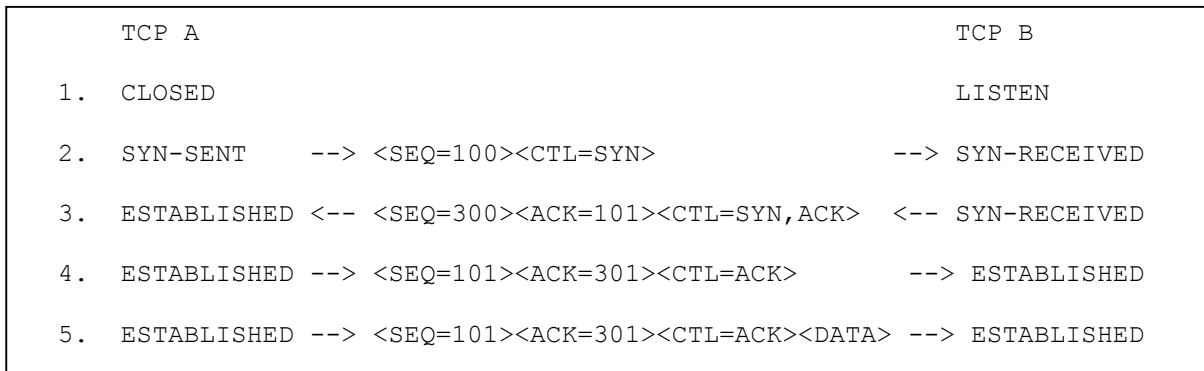 TCP A TCP B
1. CLOSED LISTEN
2. SYN-SENT --> <SEQ=100><CTL=SYN> --> SYN-RECEIVED
3. ESTABLISHED <-- <SEQ=300><ACK=101><CTL=SYN,ACK> <-- SYN-RECEIVED
4. ESTABLISHED --> <SEQ=101><ACK=301><CTL=ACK> --> ESTABLISHED
5. ESTABLISHED --> <SEQ=101><ACK=301><CTL=ACK><DATA> --> ESTABLISHED